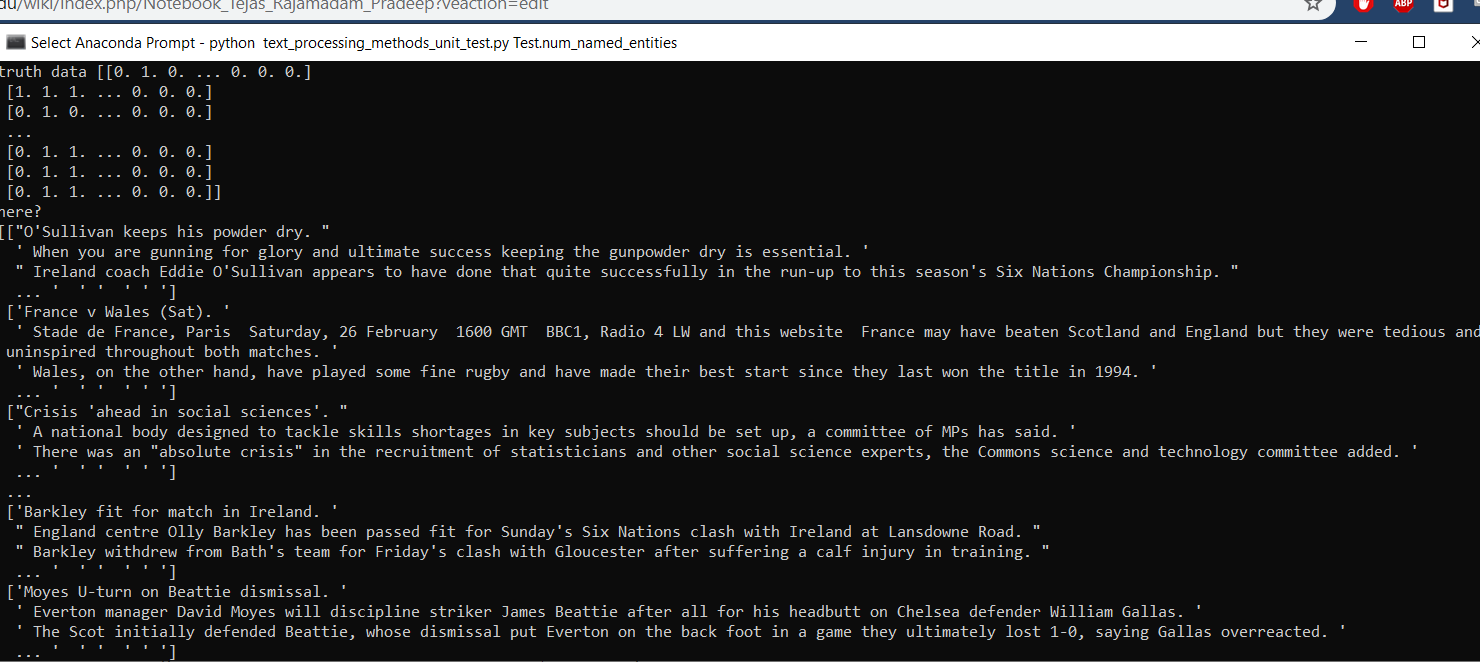 du/wiki/index.php/Notebook_Tejas_Rajamadam_Pradeep?veaction=edit
ABP
Select Anaconda Prompt - python  text_processing_methods_unit_test.py Test.num_named_entities
truth data [[0. 1. 0. ... 0. 0. 0.]
 [1. 1. 1. ... 0. 0. 0.]
 [0. 1. 0. ... 0. 0. 0.]
 ...
 [0. 1. 1. ... 0. 0. 0.]
 [0. 1. 1. ... 0. 0. 0.]
 [0. 1. 1. ... 0. 0. 0.]]
here?
[["O'Sullivan keeps his powder dry. "
  ' When you are gunning for glory and ultimate success keeping the gunpowder dry is essential. '
  " Ireland coach Eddie O'Sullivan appears to have done that quite successfully in the run-up to this season's Six Nations Championship. "
  ... '  ' '  ' ' ']
 ['France v Wales (Sat). '
  ' Stade de France, Paris  Saturday, 26 February  1600 GMT  BBC1, Radio 4 LW and this website  France may have beaten Scotland and England but they were tedious and
 uninspired throughout both matches. '
  ' Wales, on the other hand, have played some fine rugby and have made their best start since they last won the title in 1994. '
  ... '  ' '  ' ' ']
 ["Crisis 'ahead in social sciences'. "
  ' A national body designed to tackle skills shortages in key subjects should be set up, a committee of MPs has said. '
  ' There was an "absolute crisis" in the recruitment of statisticians and other social science experts, the Commons science and technology committee added. '
  ... '  ' '  ' ' ']
 ...
 ['Barkley fit for match in Ireland. '
  " England centre Olly Barkley has been passed fit for Sunday's Six Nations clash with Ireland at Lansdowne Road. "
  " Barkley withdrew from Bath's team for Friday's clash with Gloucester after suffering a calf injury in training. "
  ... '  ' '  ' ' ']
 ['Moyes U-turn on Beattie dismissal. '
  ' Everton manager David Moyes will discipline striker James Beattie after all for his headbutt on Chelsea defender William Gallas. '
  ' The Scot initially defended Beattie, whose dismissal put Everton on the back foot in a game they ultimately lost 1-0, saying Gallas overreacted. '
  ... '  ' '  ' ' ']